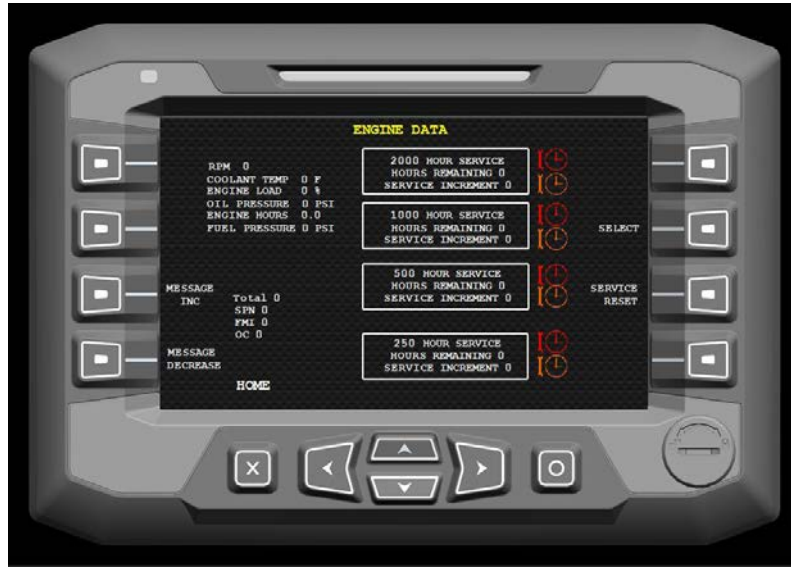 ENGINE DATA
RPM 0
COOLANT TEMP 0 F
ENGINE LOAD 0 %
OIL PRESSURE 0 PSI
ENGINE HOURS 0.0
FUEL PRESSURE 0 PSI
MESSAGE
INC
Total 0
SPN 0
FMI 0
OC 0
MESSAGE
DECREASE
HOME
2000 HOUR SERVICE
HOURS REMAINING 0
SERVICE INCREMENT 0
1000 HOUR SERVICE
HOURS REMAINING 0
SERVICE INCREMENT 0
500 HOUR SERVICE
HOURS REMAINING 0
SERVICE INCREMENT 0
250 HOUR SERVICE
HOURS REMAINING 0
SERVICE INCREMENT 0
SELECT
SERVICE
RESET
X
O